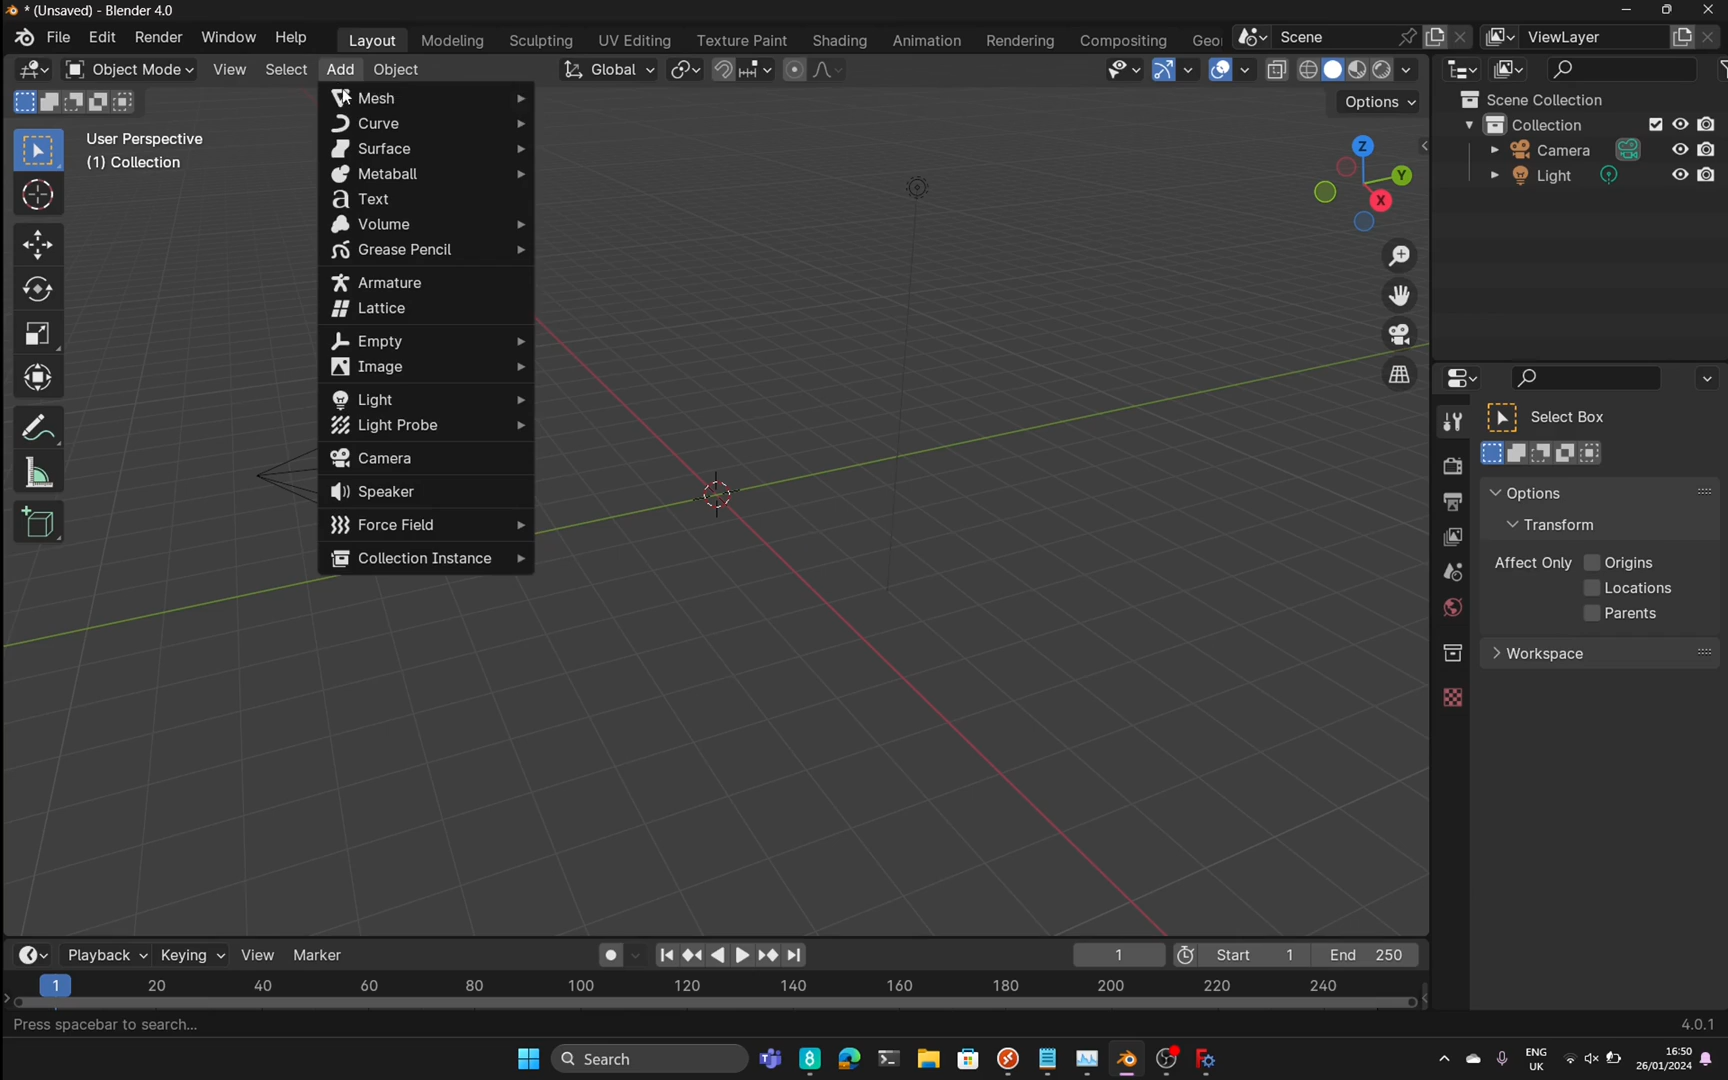 * (Unsaved) - Blender 4.0
File Edit Render Window Help Layout Modeling Sculpting UV Editing Texture Paint Shading Animation Rendering Compositing Geo Scene ViewLayer
Object Mode View Select Add Object Global
Options
User Perspective
(1) Collection
Mesh
Curve
Surface
Metaball
Text
Volume
Grease Pencil
Armature
Lattice
Empty
Image
Light
Light Probe
Camera
Speaker
Force Field
Collection Instance
Z
Y
X
Scene Collection
Collection
Camera
Light
Select Box
Options
Transform
Affect Only Origins
Locations
Parents
Workspace
Playback Keying View Marker 1 Start 1 End 250
1 20 40 60 80 100 120 140 160 180 200 220 240
Press spacebar to search... 4.0.1
Search
ENG
UK
16:50
26/01/2024